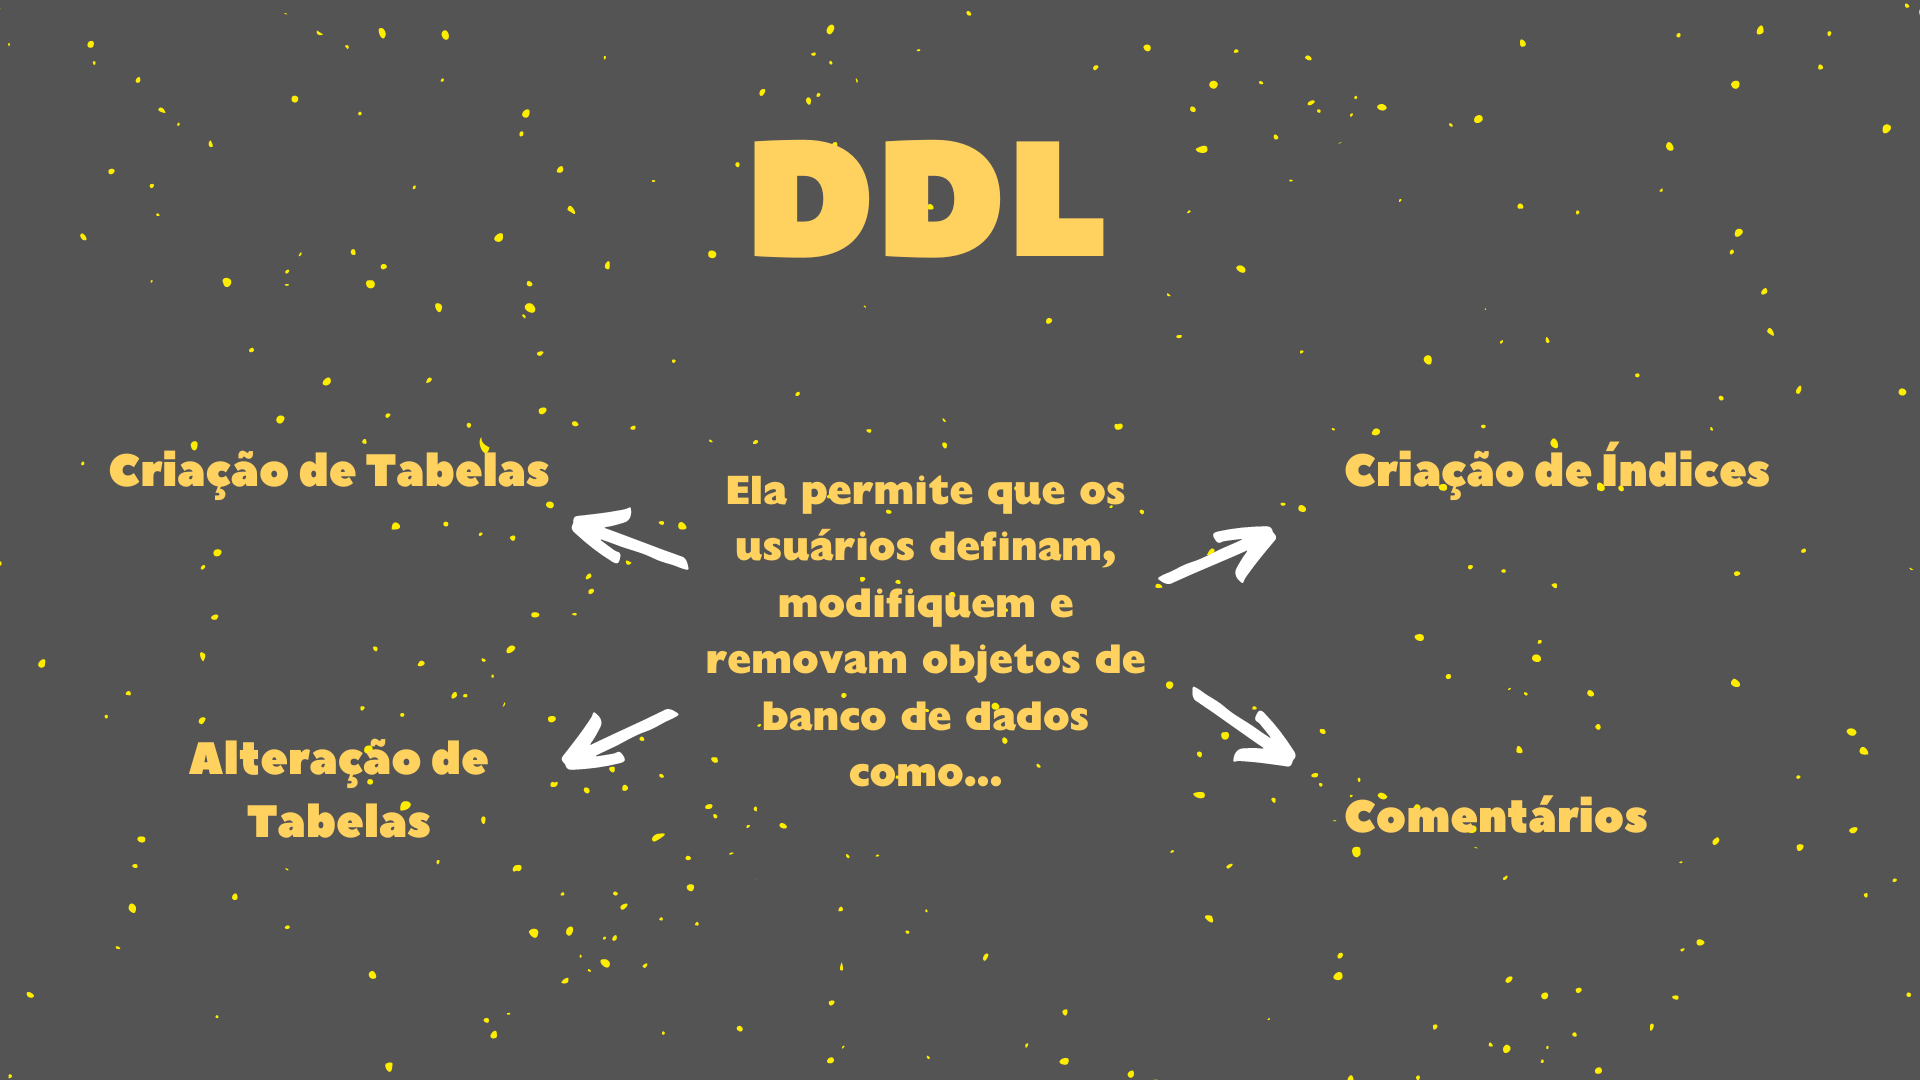 DDL
Criação de Tabelas
Ela permite que os
usuários definam,
modifiquem e
removam objetos de
banco de dados
como...
Criação de Índices
Alteração de
Tabelas
Comentários